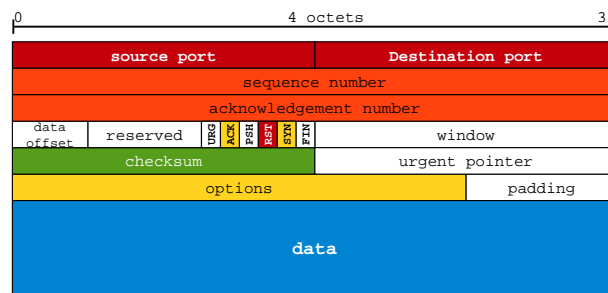 0 4 octets 3
source port Destination port
sequence number
acknowledgement number
data offset reserved URG ACK PSH RST SYN FIN window
checksum urgent pointer
options padding
data